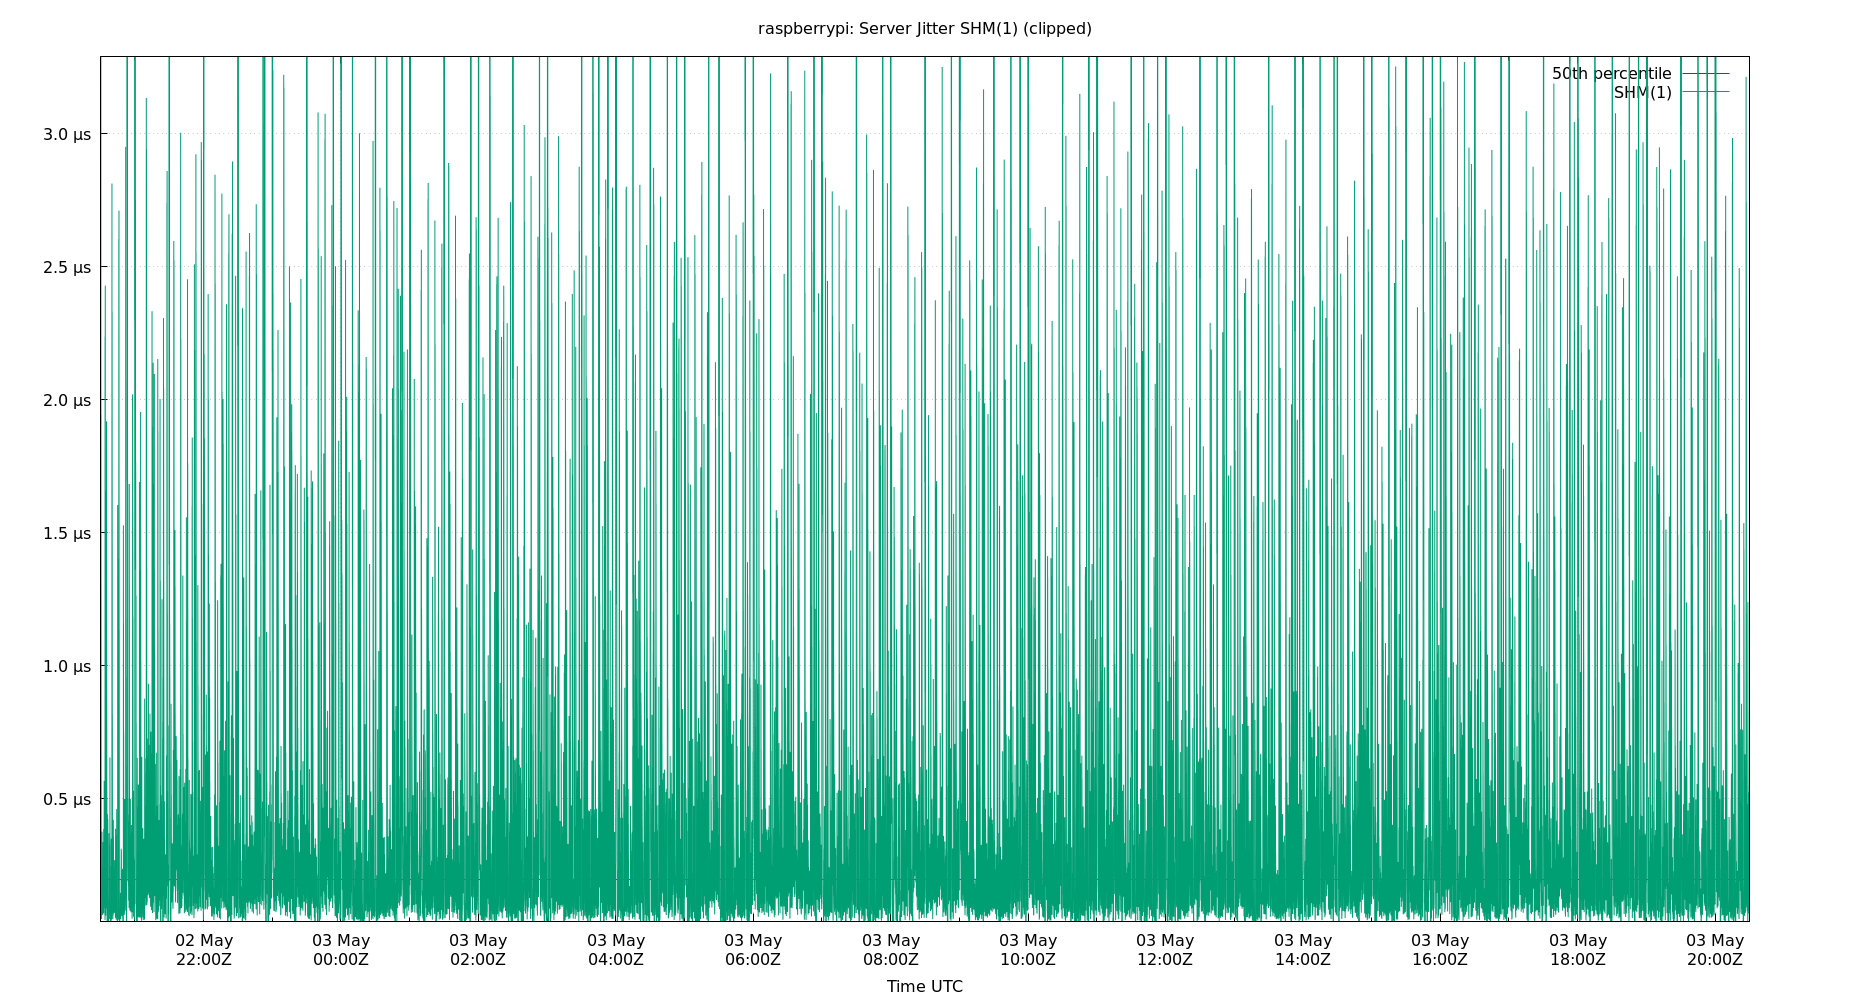 raspberrypi: Server Jitter SHM(1) (clipped)
50th percentile
SHM(1)
3.0 µs
2.5 µs
2.0 µs
1.5 µs
1.0 µs
0.5 µs
02 May 03 May 03 May 03 May 03 May 03 May 03 May 03 May 03 May 03 May 03 May 03 May
22:00Z 00:00Z 02:00Z 04:00Z 06:00Z 08:00Z 10:00Z 12:00Z 14:00Z 16:00Z 18:00Z 20:00Z
Time UTC